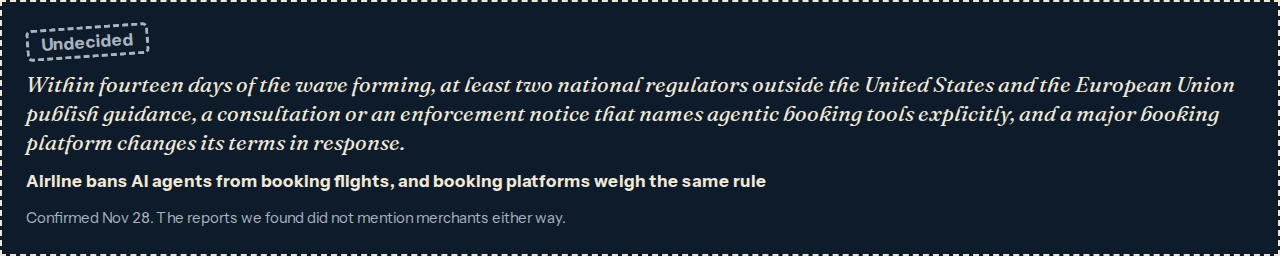 Undecided
Within fourteen days of the wave forming, at least two national regulators outside the United States and the European Union
publish guidance, a consultation or an enforcement notice that names agentic booking tools explicitly, and a major booking
platform changes its terms in response.
Airline bans AI agents from booking flights, and booking platforms weigh the same rule
Confirmed Nov 28. The reports we found did not mention merchants either way.